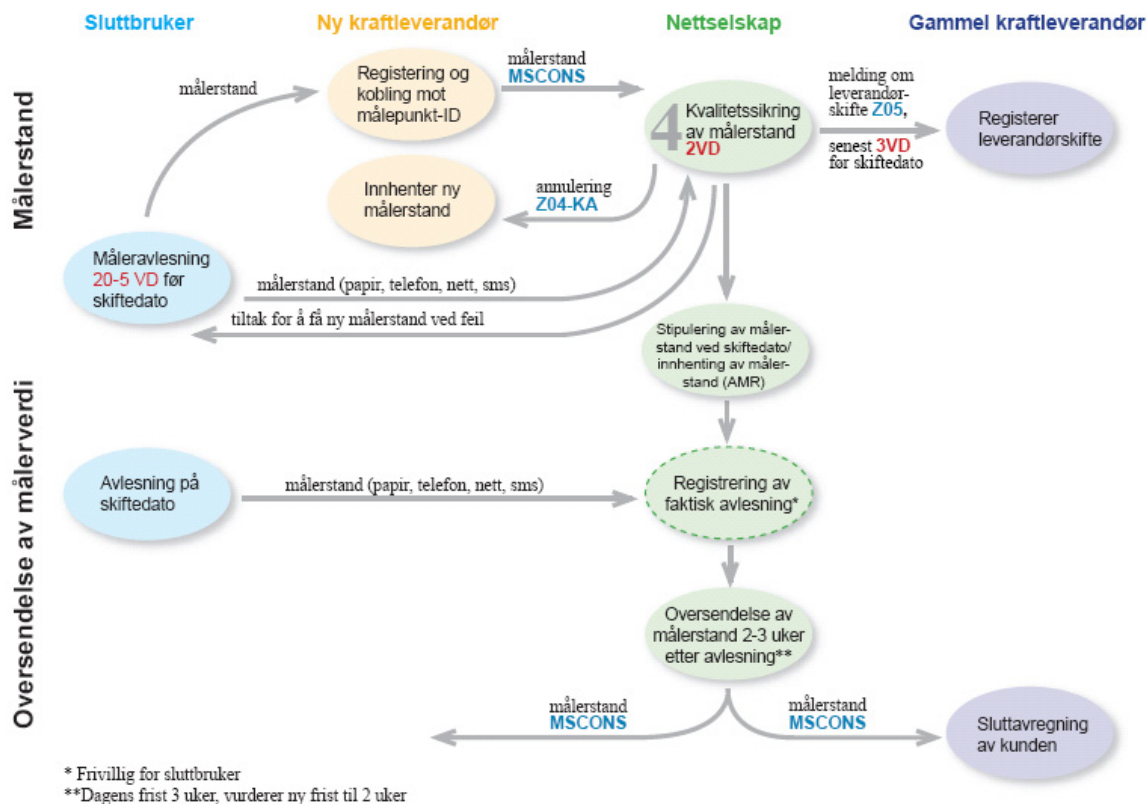 Sluttbruker
Ny kraftleverandør
Nettselskap
Gammel kraftleverandør
Målerstand
målerstand
Registering og
kobling mot
målepunkt-ID
målerstand
MSCONS
4
Kvalitetssikring
av målerstand
2VD
melding om
leverandør-
skifte Z05,
senest 3VD
før skiftedato
Registerer
leverandørskifte
Innhenter ny
målerstand
annulering
Z04-KA
Måleravlesning
20-5 VD før
skiftedato
målerstand (papir, telefon, nett, sms)
tiltak for å få ny målerstand ved feil
Stipulering av måler-
stand ved skiftedato/
innhenting av måler-
stand (AMR)
Oversendelse av målerverdi
Avlesning på
skiftedato
målerstand (papir, telefon, nett, sms)
Registrering av
faktisk avlesning*
Oversendelse av
målerstand 2-3 uker
etter avlesning**
målerstand
MSCONS
målerstand
MSCONS
Sluttavregning
av kunden
* Frivillig for sluttbruker
**Dagens frist 3 uker, vurderer ny frist til 2 uker